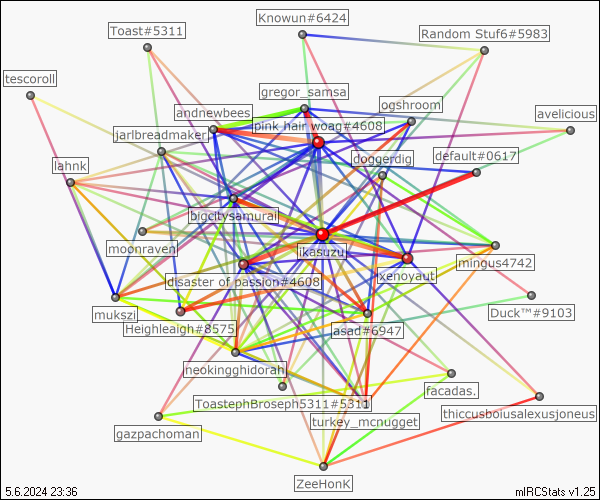 Knowun#6424
Toast#5311
Random Stuf6#5983
tescoroll
gregor_samsa
ogshroom
andnewbees
avelicious
pink hair woag#4608
jarlbreadmaker
doogerdig
default#0617
lahnk
bigcitysamurai
moonraven
ikasuzu
mingus4742
xenoyaut
disaster of passion#4608
mukszi
Duck™#9103
Heighleaigh#8575
asad#6947
neokingghidorah
facadas.
ToastephBroseph5311#5311
thiccusboiusalexusjoneus
turkey_mcnugget
gazpachoman
ZeeHonK
5.6.2024 23:36
mIRCStats v1.25